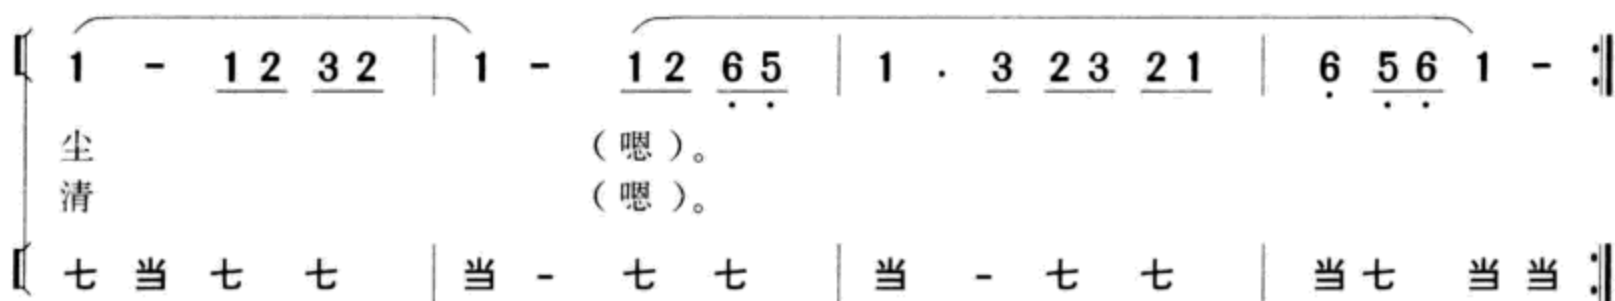 1 - 1 2 3 2 | 1 - 1 2 6 5 | 1 . 3 2 3 2 1 | 6 5 6 1 - :|
尘 （嗯）。
清 （嗯）。
七 当 七 七 | 当 - 七 七 | 当 - 七 七 | 当 七 当 当 :|